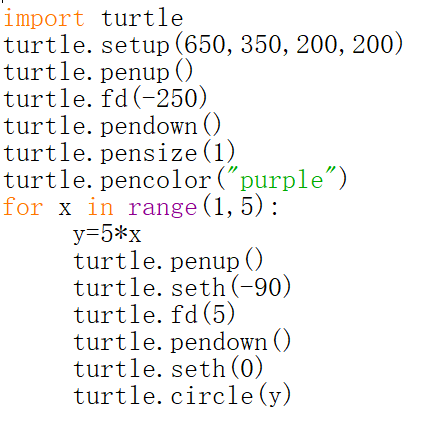 import turtle
turtle.setup(650,350,200,200)
turtle.penup()
turtle.fd(-250)
turtle.pendown()
turtle.pensize(1)
turtle.pencolor("purple")
for x in range(1,5):
    y=5*x
    turtle.penup()
    turtle.seth(-90)
    turtle.fd(5)
    turtle.pendown()
    turtle.seth(0)
    turtle.circle(y)